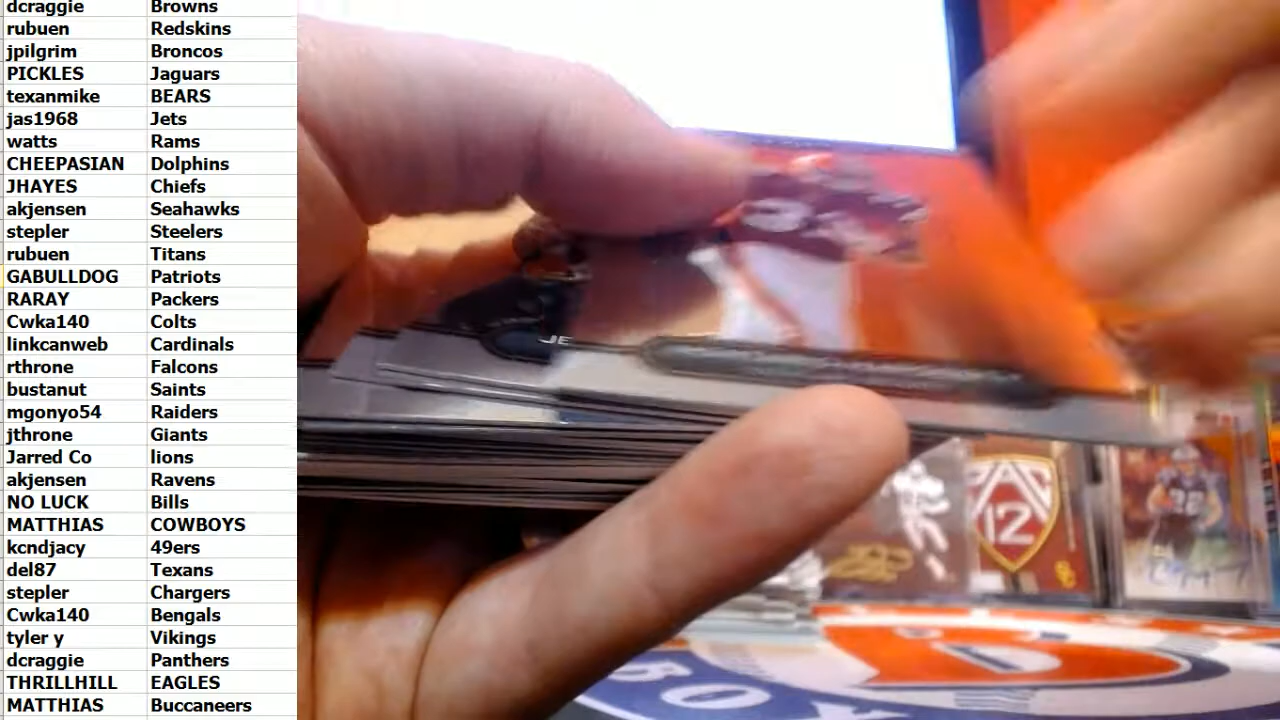 dcraggie Browns
rubuen Redskins
jpilgrim Broncos
PICKLES Jaguars
texanmike BEARS
jas1968 Jets
watts Rams
CHEEPASIAN Dolphins
JHAYES Chiefs
akjensen Seahawks
stepler Steelers
rubuen Titans
GABULLDOG Patriots
RARAY Packers
Cwka140 Colts
linkcanweb Cardinals
rthrone Falcons
bustanut Saints
mgonyo54 Raiders
jthrone Giants
Jarred Co lions
akjensen Ravens
NO LUCK Bills
MATTHIAS COWBOYS
kcndjacy 49ers
del87 Texans
stepler Chargers
Cwka140 Bengals
tyler y Vikings
dcraggie Panthers
THRILLHILL EAGLES
MATTHIAS Buccaneers
JE
12
BOX